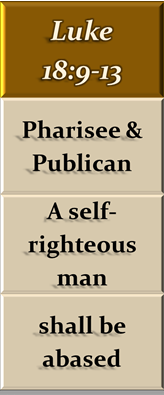 Luke
18:9-13
Pharisee &
Publican
A self-
righteous
man
shall be
abased